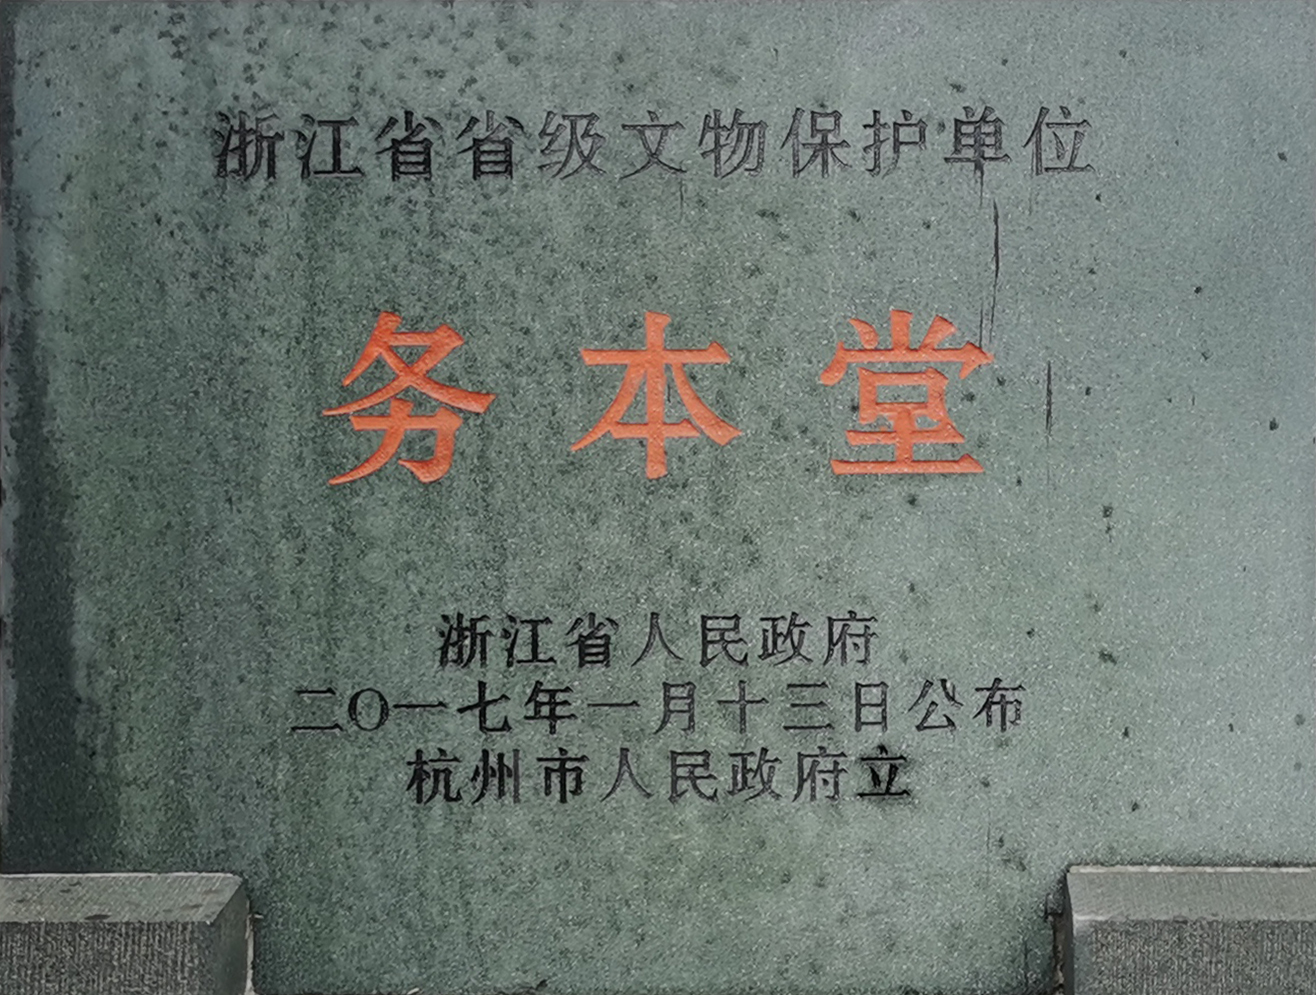 浙江省省级文物保护单位
务本堂
浙江省人民政府
二〇一七年一月十三日公布
杭州市人民政府立